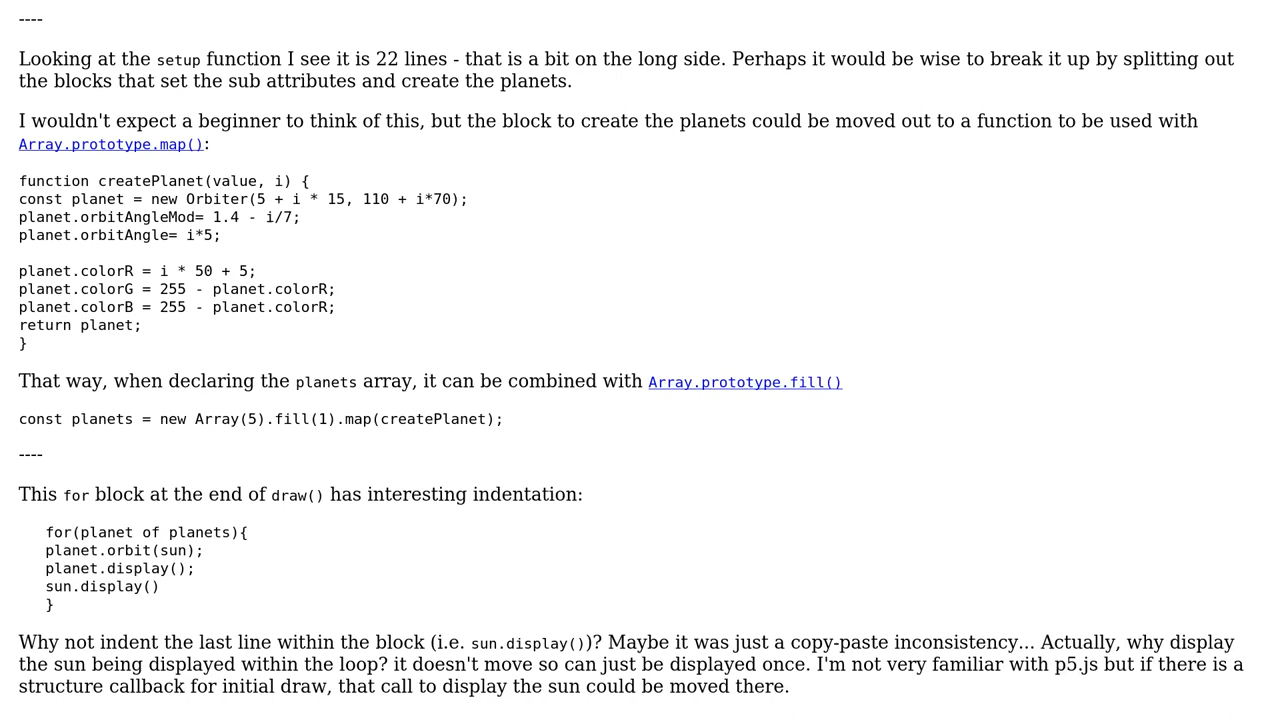 ----
Looking at the setup function I see it is 22 lines - that is a bit on the long side. Perhaps it would be wise to break it up by splitting out
the blocks that set the sub attributes and create the planets.
I wouldn't expect a beginner to think of this, but the block to create the planets could be moved out to a function to be used with
Array.prototype.map():
function createPlanet(value, i) {
const planet = new Orbiter(5 + i * 15, 110 + i*70);
planet.orbitAngleMod= 1.4 - i/7;
planet.orbitAngle= i*5;
planet.colorR = i * 50 + 5;
planet.colorG = 255 - planet.colorR;
planet.colorB = 255 - planet.colorR;
return planet;
}
That way, when declaring the planets array, it can be combined with Array.prototype.fill()
const planets = new Array(5).fill(1).map(createPlanet);
----
This for block at the end of draw() has interesting indentation:
for(planet of planets){
planet.orbit(sun);
planet.display();
sun.display()
}
Why not indent the last line within the block (i.e. sun.display())? Maybe it was just a copy-paste inconsistency... Actually, why display
the sun being displayed within the loop? it doesn't move so can just be displayed once. I'm not very familiar with p5.js but if there is a
structure callback for initial draw, that call to display the sun could be moved there.